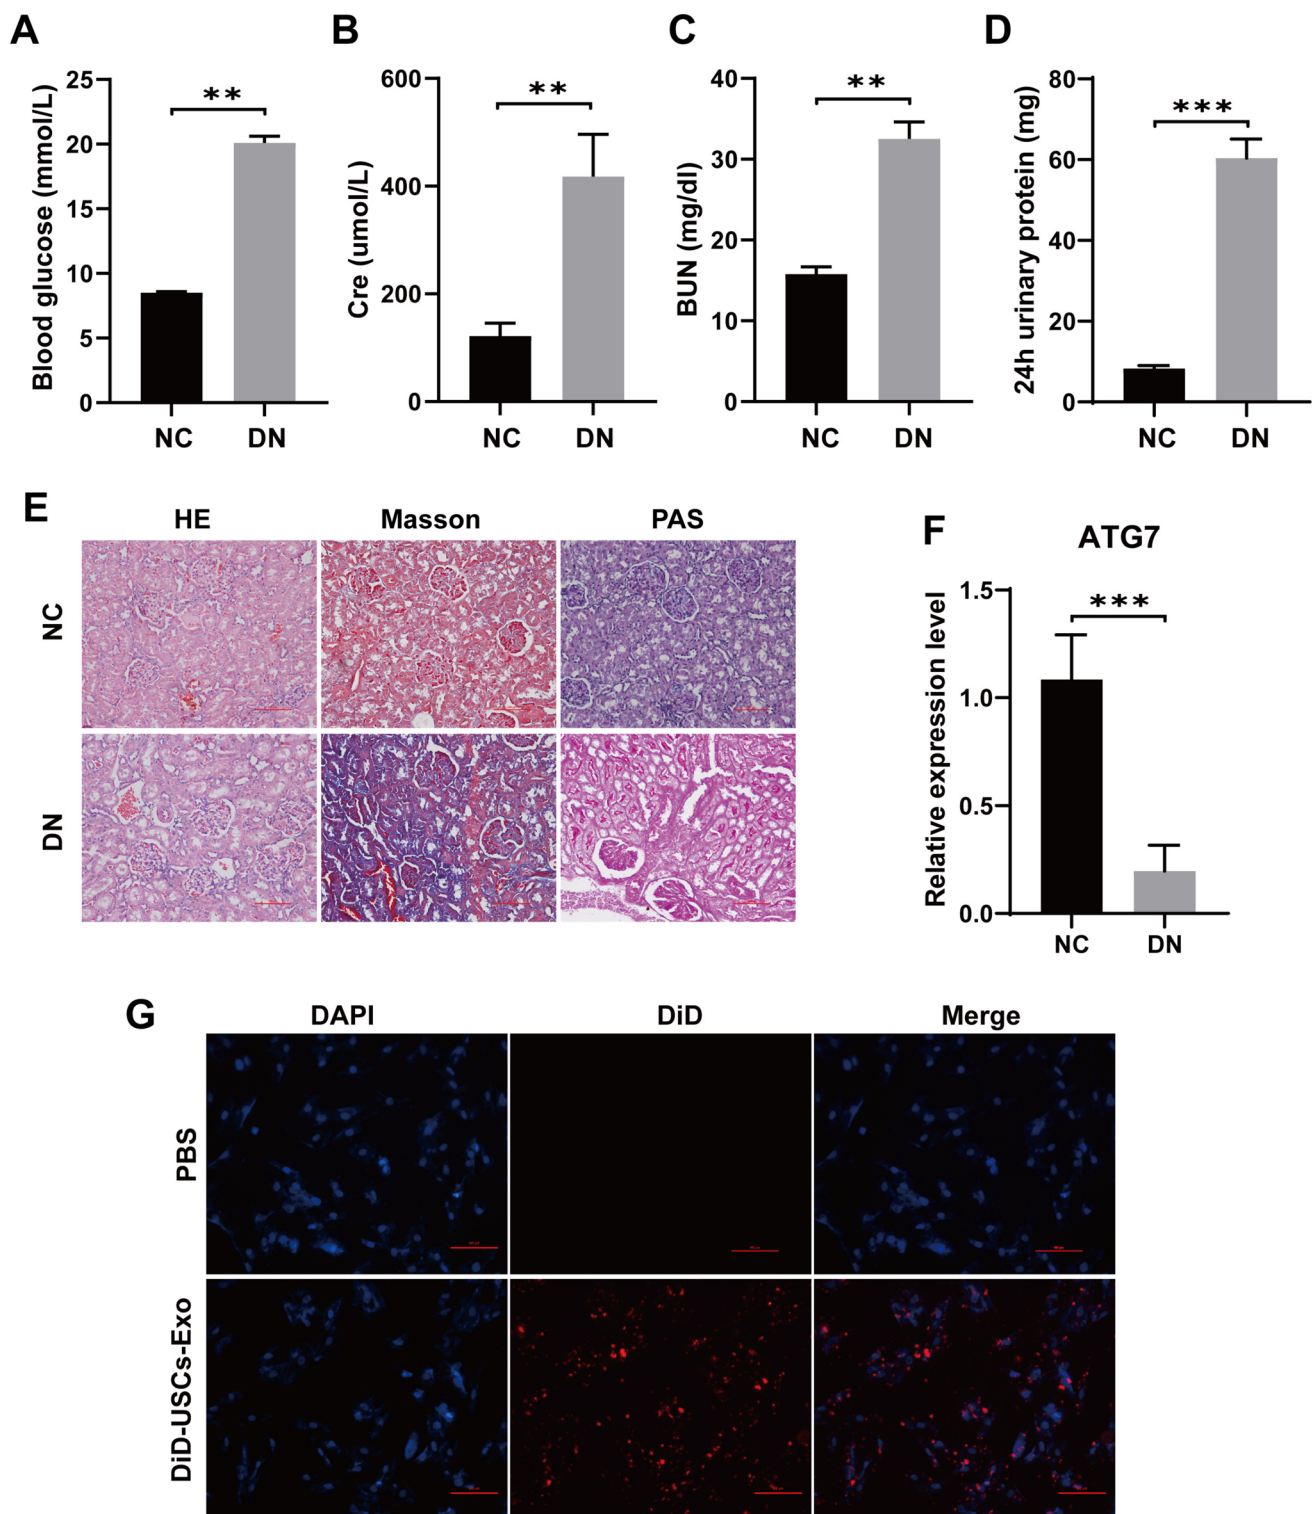 A
B
C
D
Blood glucose (mmol/L)
25
20
15
10
5
0
**
NC
DN
Cre (umol/L)
600
400
200
0
**
NC
DN
BUN (mg/dl)
40
30
20
10
0
**
NC
DN
24h urinary protein (mg)
80
60
40
20
0
***
NC
DN
E
HE
Masson
PAS
NC
DN
F
ATG7
Relative expression level
1.5
1.0
0.5
0.0
***
NC
DN
G
DAPI
DiD
Merge
PBS
DiD-USCs-Exo